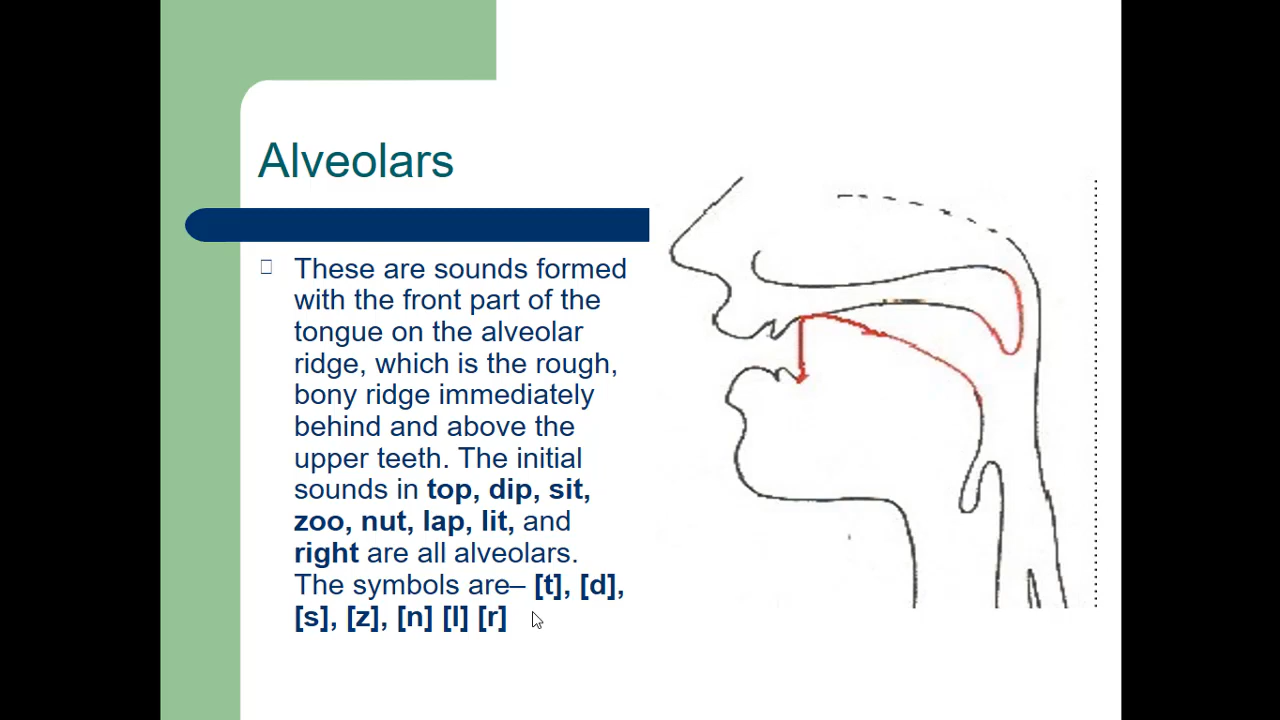 Alveolars
These are sounds formed
with the front part of the
tongue on the alveolar
ridge, which is the rough,
bony ridge immediately
behind and above the
upper teeth. The initial
sounds in top, dip, sit,
zoo, nut, lap, lit, and
right are all alveolars.
The symbols are– [t], [d],
[s], [z], [n] [l] [r]